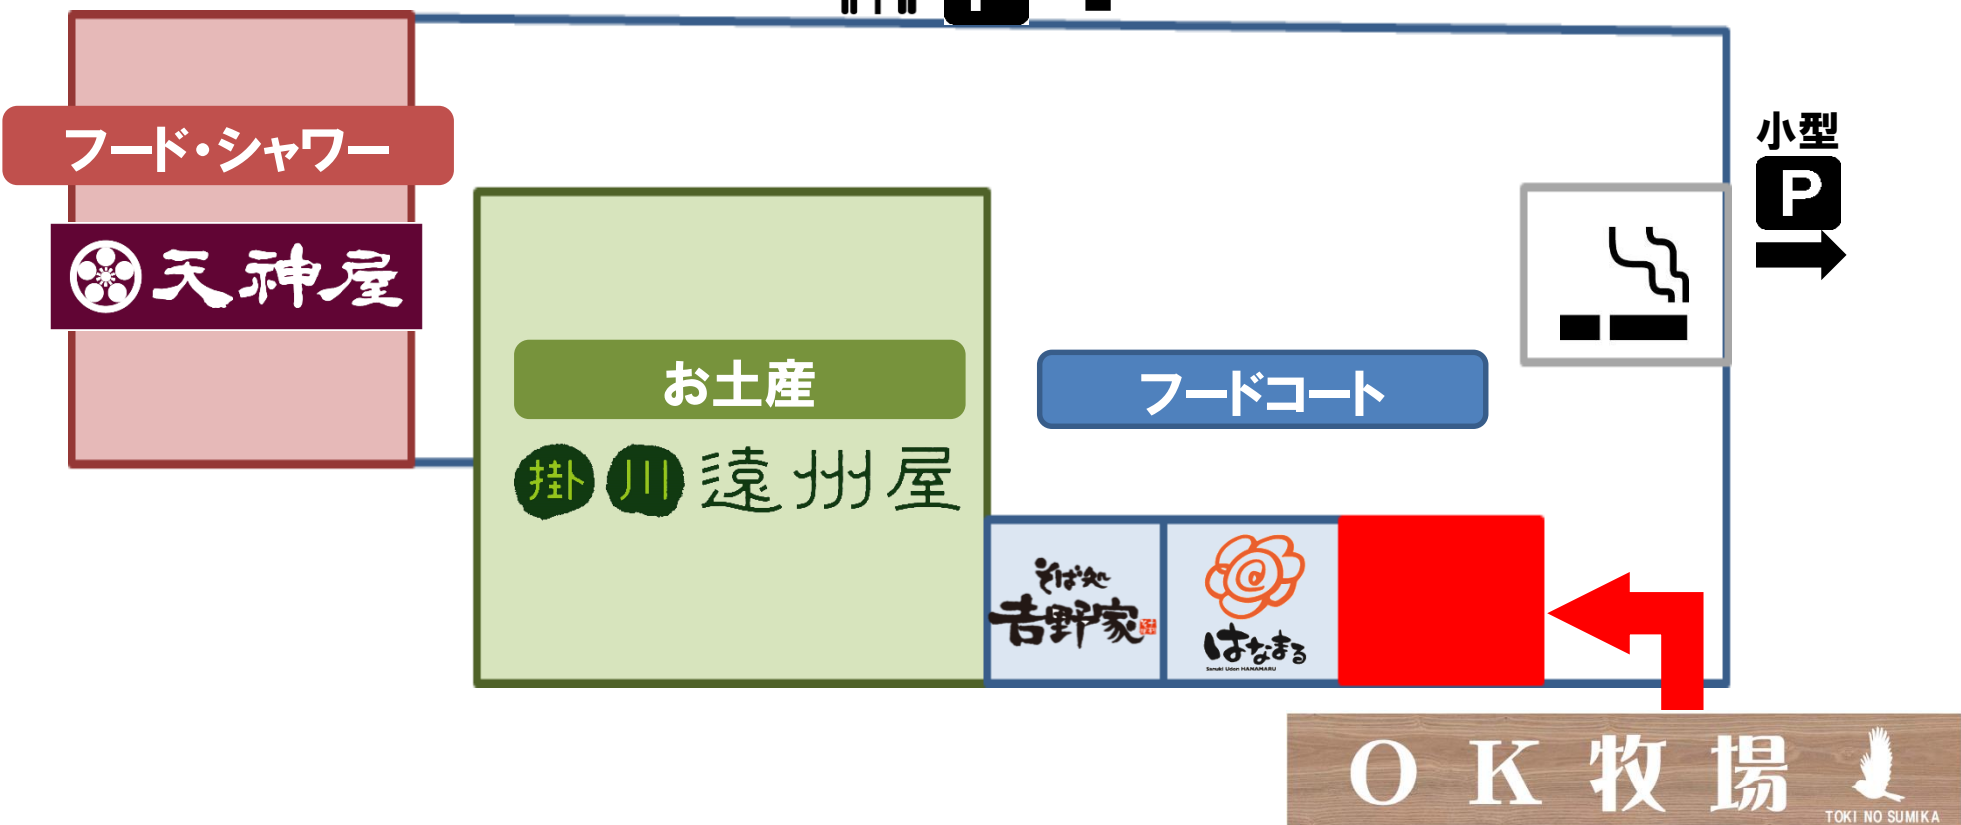 小型
P
フード・シャワー
天神屋
お土産
掛川遠州屋
フードコート
そば処
吉野家
はなまる
Sanuki Udon HANAMARU
OK牧場
TOKI NO SUMIKA